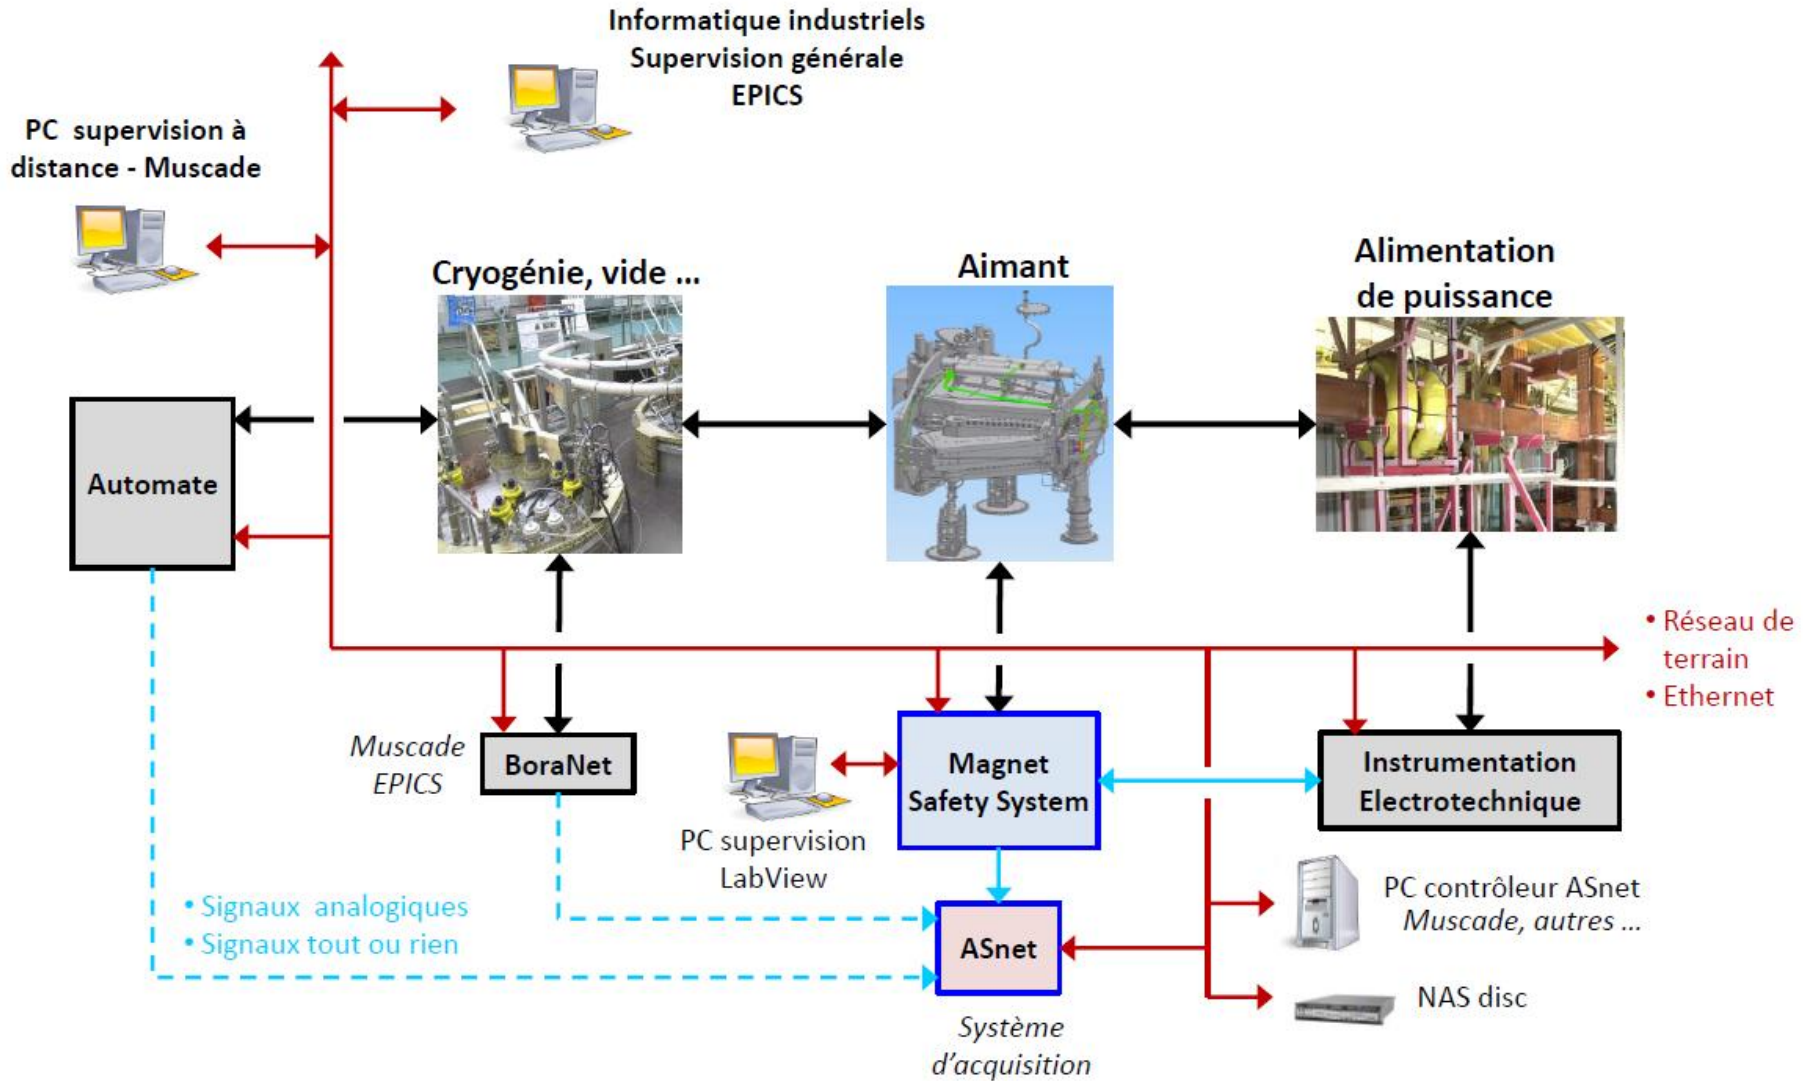 Informatique industriels
Supervision générale
EPICS
PC supervision à
distance - Muscade
Cryogénie, vide ...
Aimant
Alimentation
de puissance
Automate
• Réseau de
terrain
• Ethernet
Muscade
EPICS
BoraNet
PC supervision
LabView
Magnet
Safety System
Instrumentation
Electrotechnique
• Signaux analogiques
• Signaux tout ou rien
ASnet
Système
d'acquisition
PC contrôleur ASnet
Muscade, autres ...
NAS disc